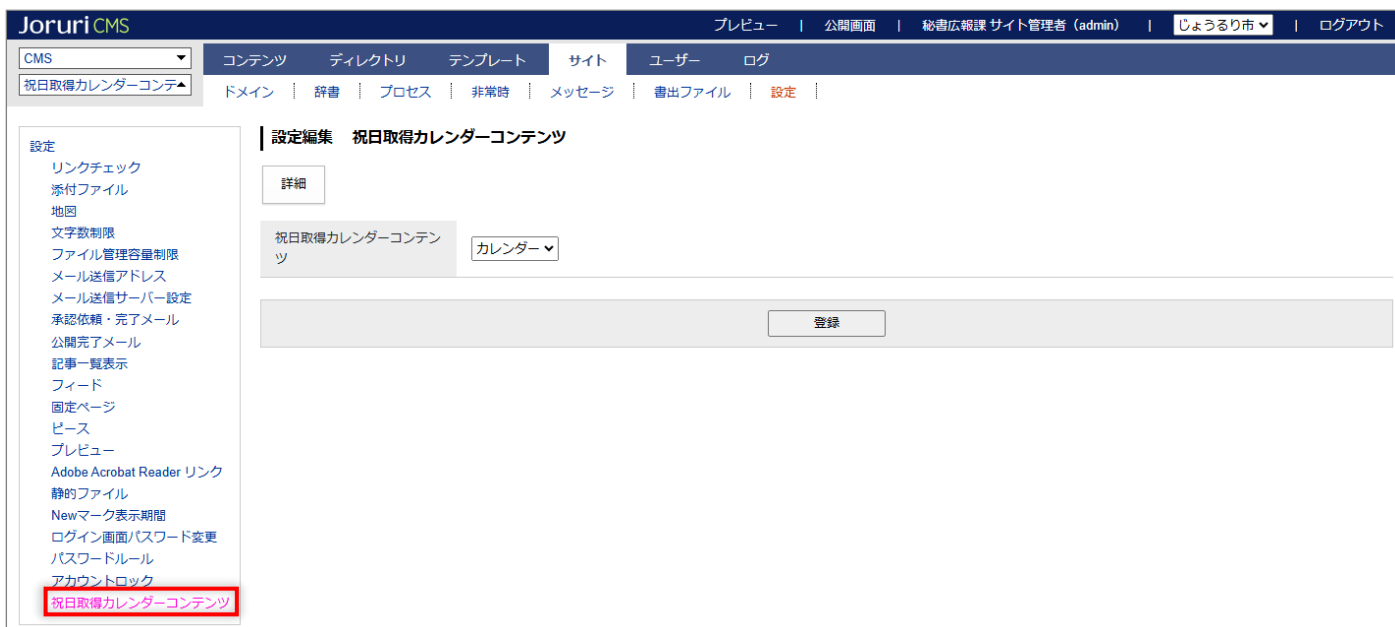 Joruri CMS プレビュー | 公開画面 | 秘書広報課 サイト管理者（admin） | じょうるり市 | ログアウト
CMS コンテンツ ディレクトリ テンプレート サイト ユーザー ログ
祝日取得カレンダーコンテ ドメイン 辞書 プロセス 非常時 メッセージ 書出ファイル 設定
設定編集 祝日取得カレンダーコンテンツ
詳細
祝日取得カレンダーコンテン
ツ
カレンダー
登録
設定
リンクチェック
添付ファイル
地図
文字数制限
ファイル管理容量制限
メール送信アドレス
メール送信サーバー設定
承認依頼・完了メール
公開完了メール
記事一覧表示
フィード
固定ページ
ピース
プレビュー
Adobe Acrobat Reader リンク
静的ファイル
Newマーク表示期間
ログイン画面パスワード変更
パスワードルール
アカウントロック
祝日取得カレンダーコンテンツ